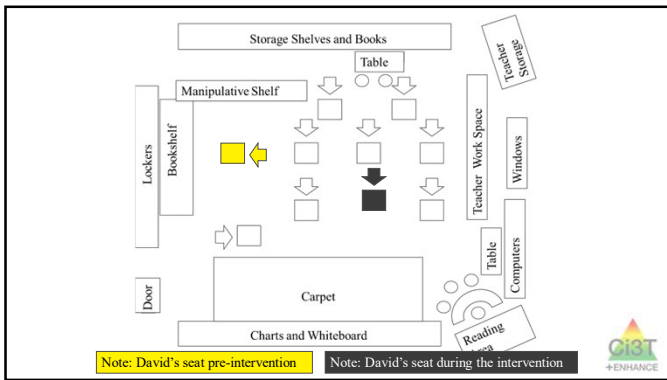 Storage Shelves and Books
Teacher
Storage
Table
Manipulative Shelf
Lockers
Bookshelf
Teacher Work Space
Windows
Table
Computers
Door
Carpet
Charts and Whiteboard
Reading
Area
Note: David's seat pre-intervention
Note: David's seat during the intervention
Ci3T
+ENHANCE